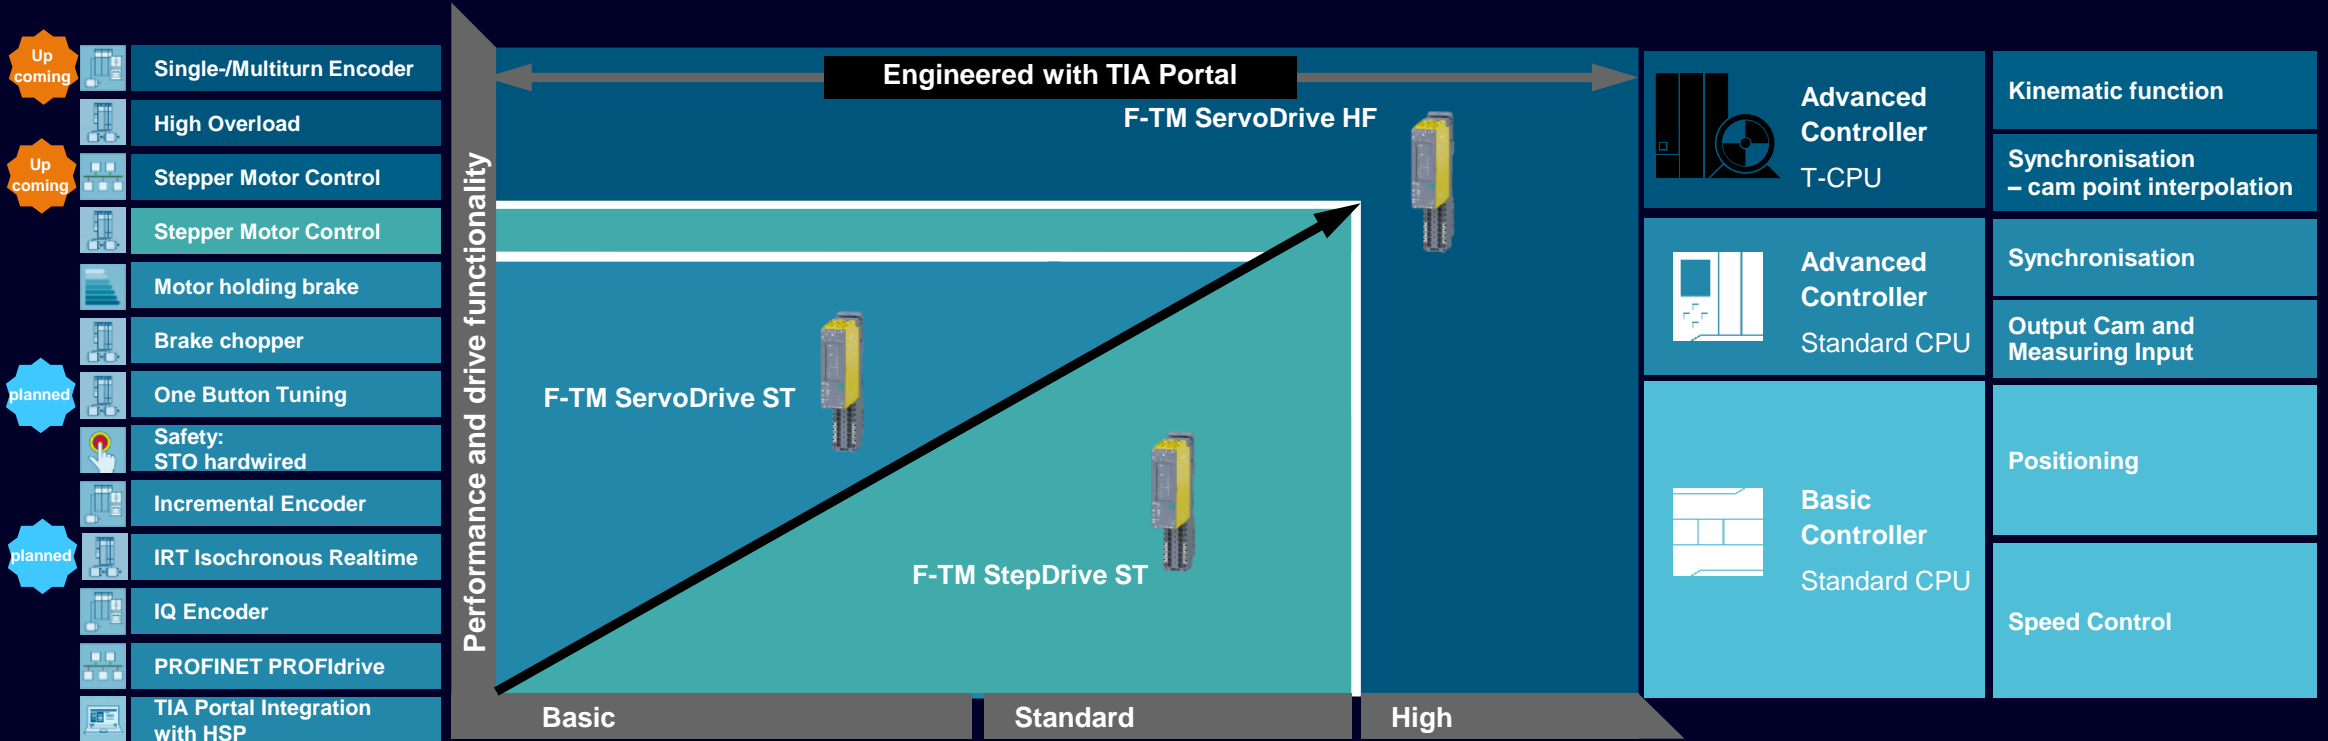 Up
coming
Single-/Multiturn Encoder
High Overload
Up
coming
Stepper Motor Control
Stepper Motor Control
Motor holding brake
Brake chopper
planned
One Button Tuning
Safety:
STO hardwired
Incremental Encoder
planned
IRT Isochronous Realtime
IQ Encoder
PROFINET PROFIdrive
TIA Portal Integration
with HSP
Performance and drive functionality
Engineered with TIA Portal
F-TM ServoDrive HF
F-TM ServoDrive ST
F-TM StepDrive ST
Basic
Standard
High
Advanced
Controller
T-CPU
Advanced
Controller
Standard CPU
Basic
Controller
Standard CPU
Kinematic function
Synchronisation
– cam point interpolation
Synchronisation
Output Cam and
Measuring Input
Positioning
Speed Control